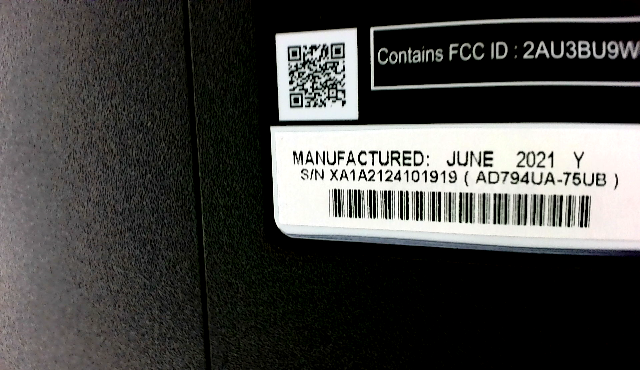 Contains FCC ID : 2AU3BU9W
MANUFACTURED: JUNE 2021 Y
S/N XA1A2124101919 ( AD794UA-75UB )